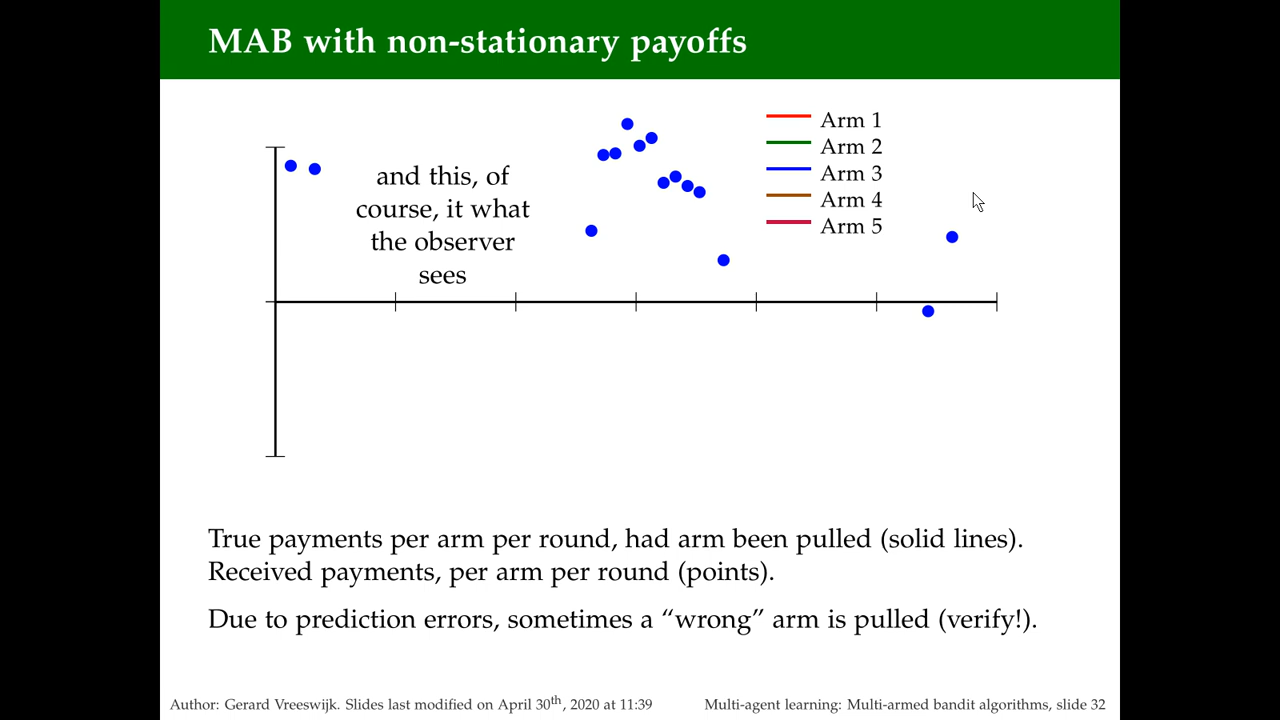 MAB with non-stationary payoffs
and this, of
course, it what
the observer
sees
Arm 1
Arm 2
Arm 3
Arm 4
Arm 5
True payments per arm per round, had arm been pulled (solid lines).
Received payments, per arm per round (points).
Due to prediction errors, sometimes a “wrong” arm is pulled (verify!).
Author: Gerard Vreeswijk. Slides last modified on April 30th, 2020 at 11:39
Multi-agent learning: Multi-armed bandit algorithms, slide 32